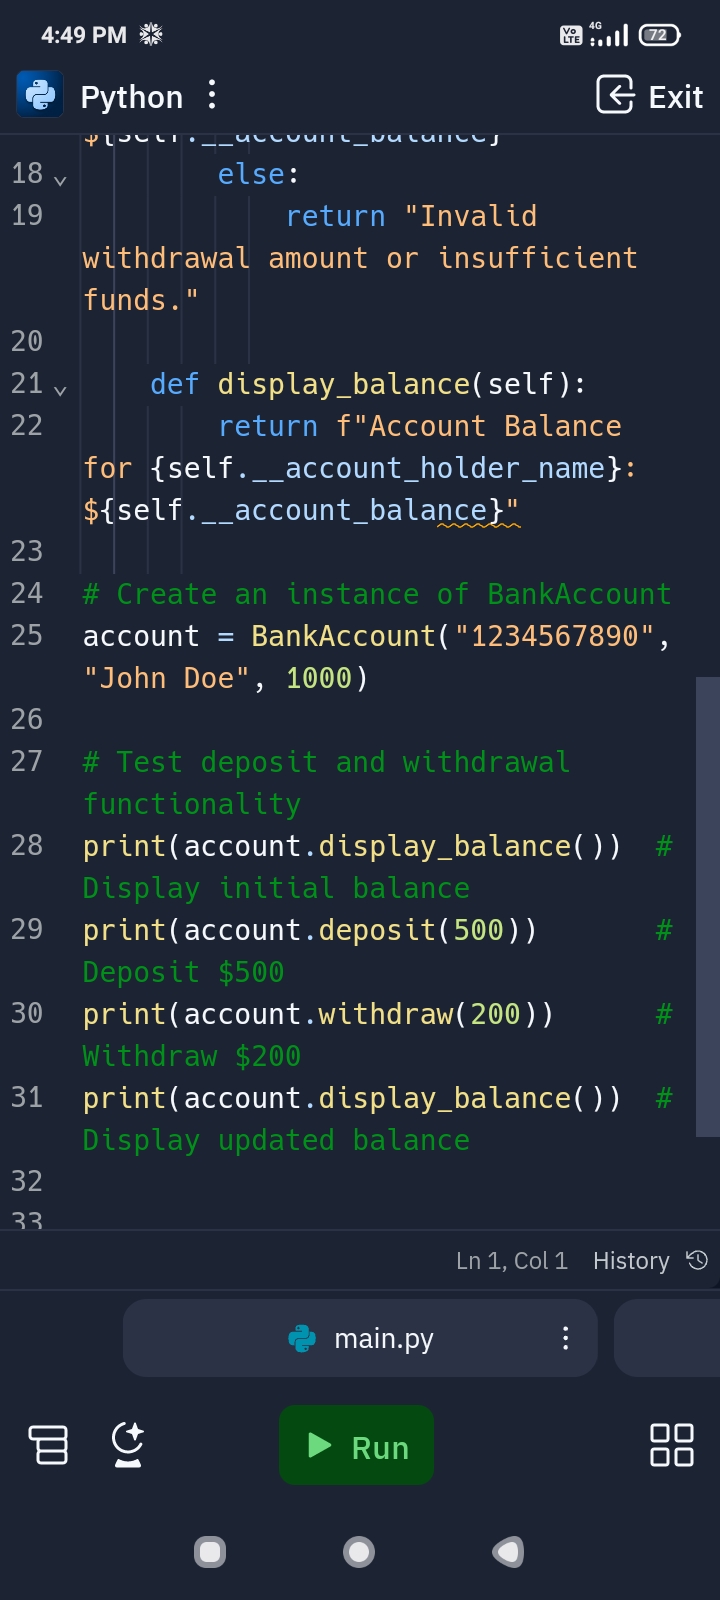 4:49 PM
Vo LTE 4G 72
Python Exit
${self.__account_balance}
18 else:
19 return "Invalid
withdrawal amount or insufficient
funds."
20
21 def display_balance(self):
22 return f"Account Balance
for {self.__account_holder_name}:
${self.__account_balance}"
23
24 # Create an instance of BankAccount
25 account = BankAccount("1234567890",
"John Doe", 1000)
26
27 # Test deposit and withdrawal
functionality
28 print(account.display_balance())  #
Display initial balance
29 print(account.deposit(500))       #
Deposit $500
30 print(account.withdraw(200))      #
Withdraw $200
31 print(account.display_balance())  #
Display updated balance
32
33
Ln 1, Col 1 History
main.py
Run